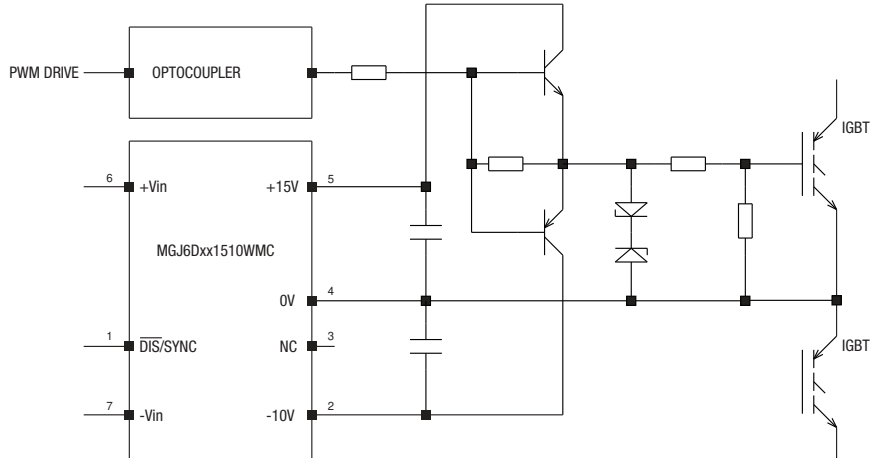 PWM DRIVE
OPTOCOUPLER
IGBT
6
+Vin
+15V
5
MGJ6Dxx1510WMC
0V
4
1
DIS/SYNC
NC
3
IGBT
7
-Vin
-10V
2